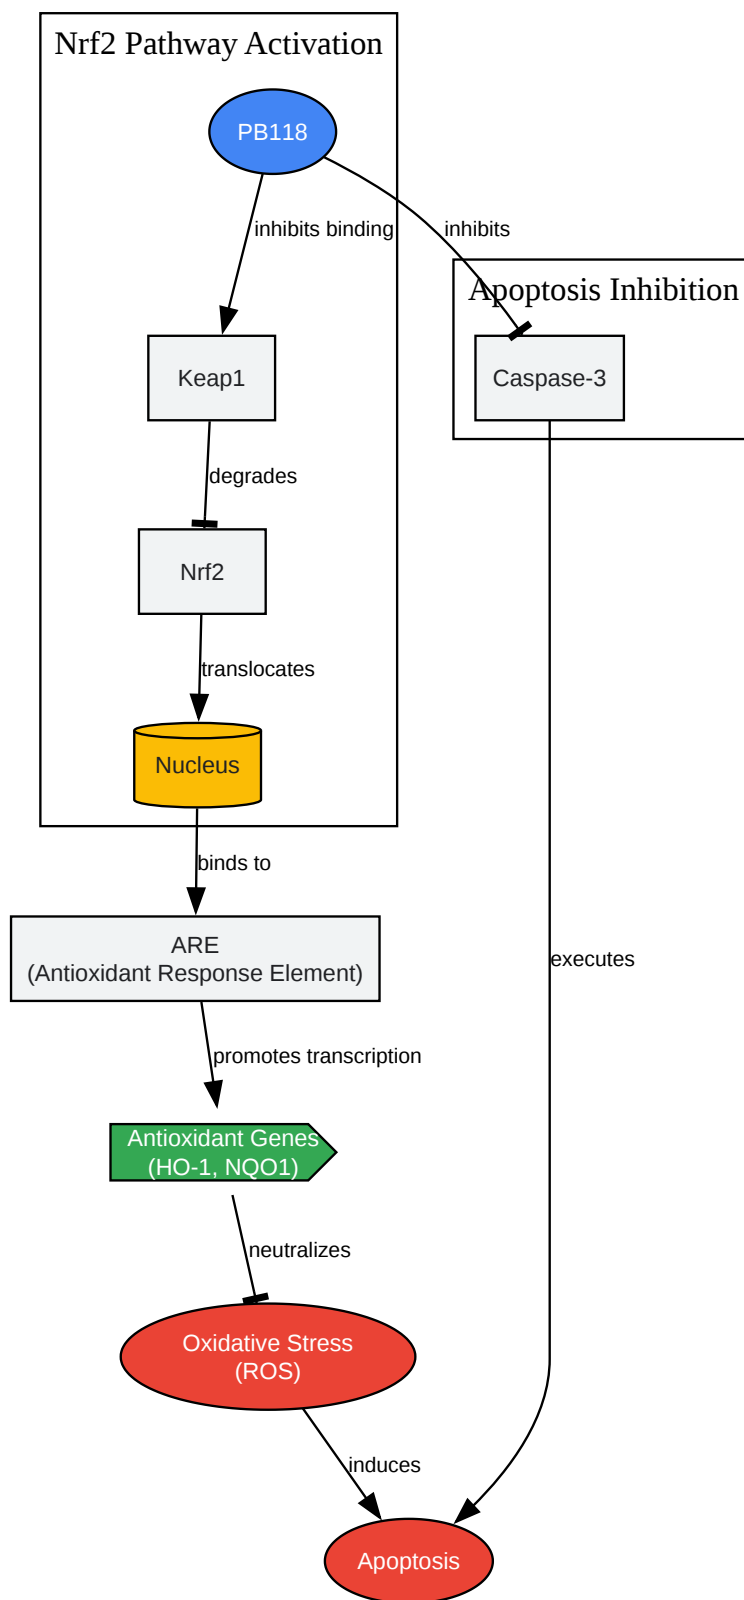 Nrf2 Pathway Activation
PB118
inhibits binding
inhibits
Apoptosis Inhibition
Keap1
Caspase-3
degrades
Nrf2
translocates
Nucleus
binds to
ARE
(Antioxidant Response Element)
executes
promotes transcription
Antioxidant Genes
(HO-1, NQO1)
neutralizes
Oxidative Stress
(ROS)
induces
Apoptosis